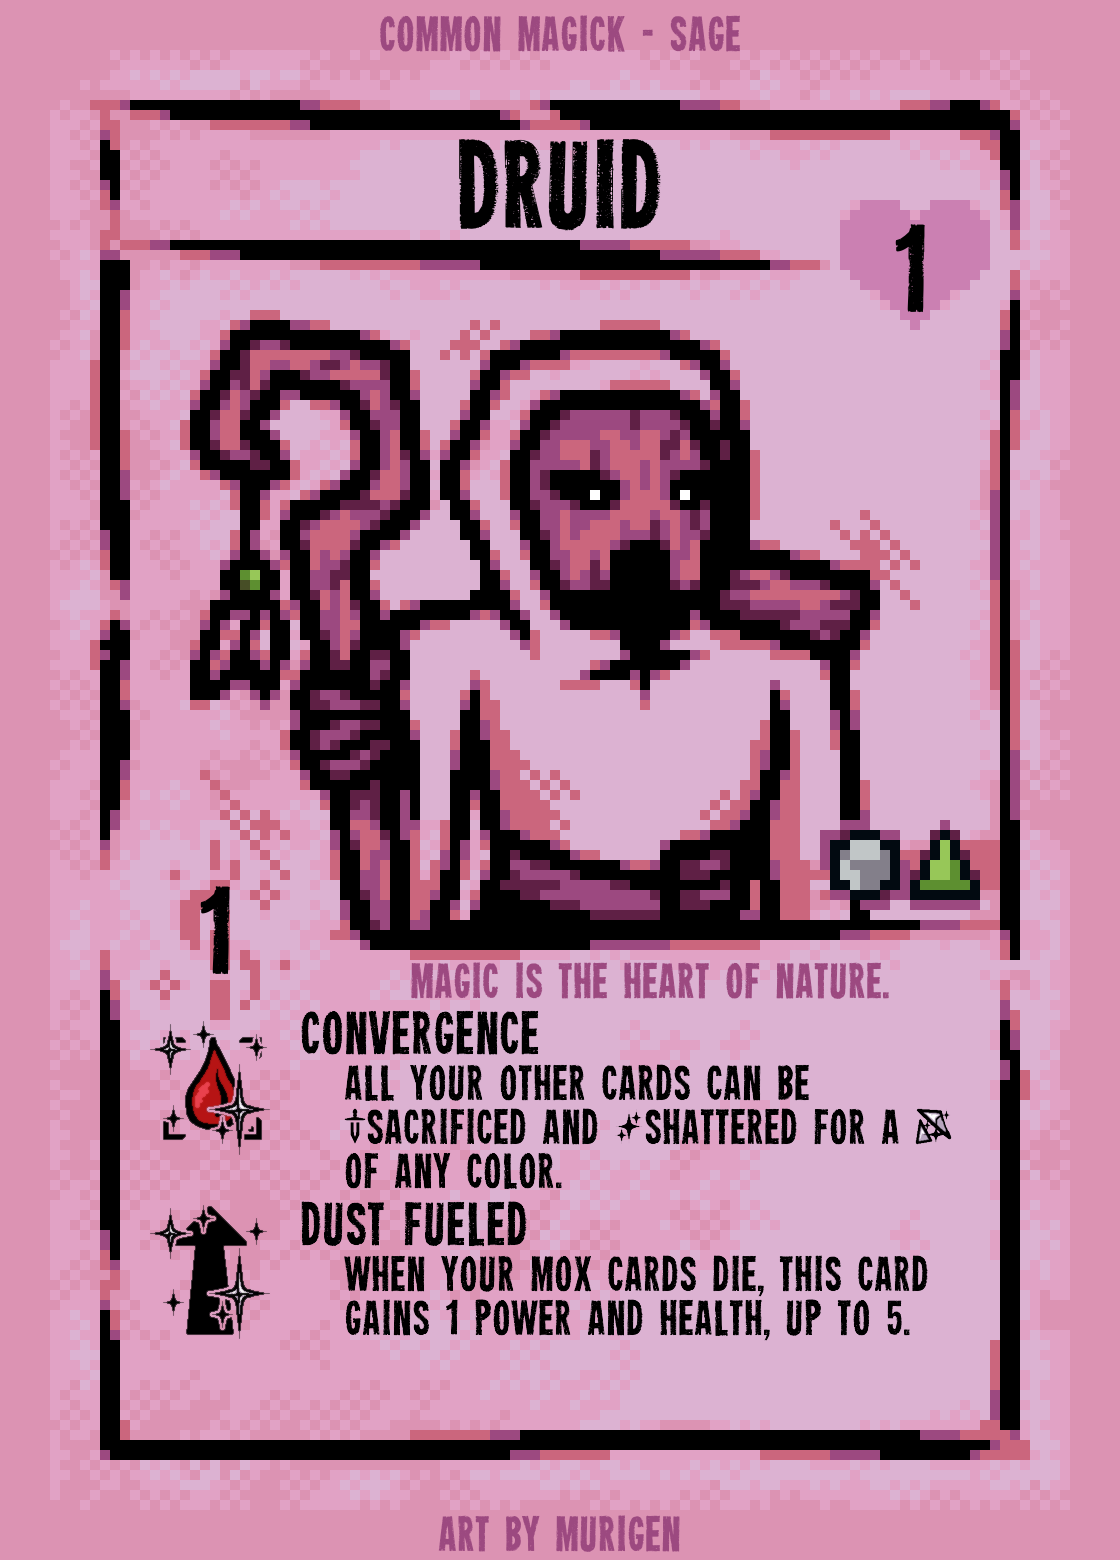 COMMON MAGICK - SAGE
DRUID
1
1
MAGIC IS THE HEART OF NATURE.
CONVERGENCE
ALL YOUR OTHER CARDS CAN BE
SACRIFICED AND SHATTERED FOR A
OF ANY COLOR.
DUST FUELED
WHEN YOUR MOX CARDS DIE, THIS CARD
GAINS 1 POWER AND HEALTH, UP TO 5.
ART BY MURIGEN